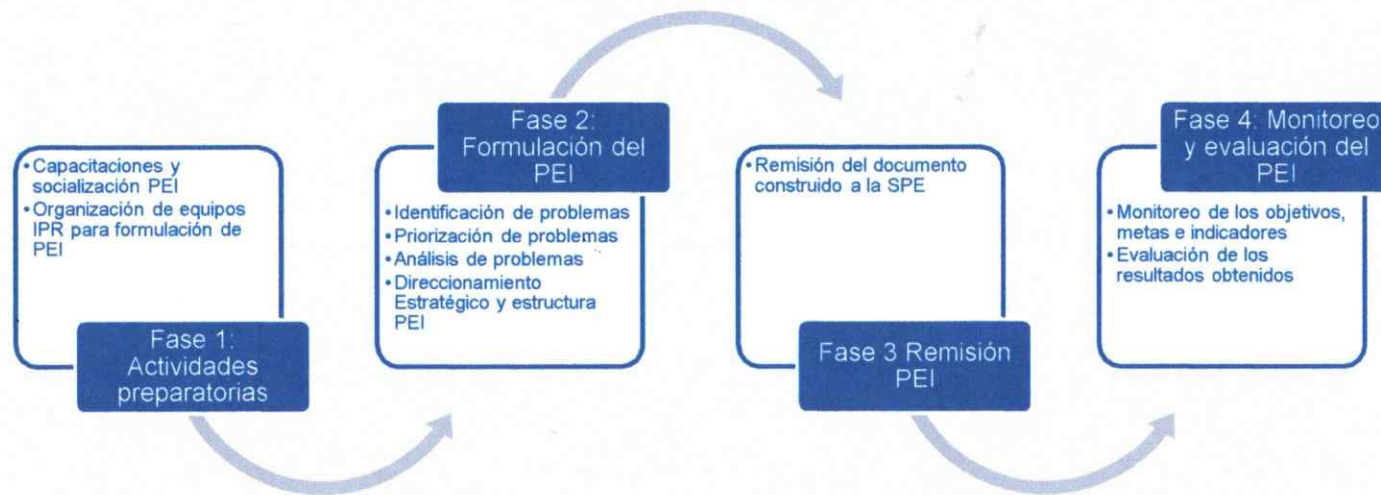 •Capacitaciones y
socialización PEI
•Organización de equipos
IPR para formulación de
PEI
Fase 1:
Actividades
preparatorias
Fase 2:
Formulación del
PEI
•Identificación de problemas
•Priorización de problemas
•Análisis de problemas
•Direccionamiento
Estratégico y estructura
PEI
•Remisión del documento
construido a la SPE
Fase 3 Remisión
PEI
Fase 4: Monitoreo
y evaluación del
PEI
•Monitoreo de los objetivos,
metas e indicadores
•Evaluación de los
resultados obtenidos